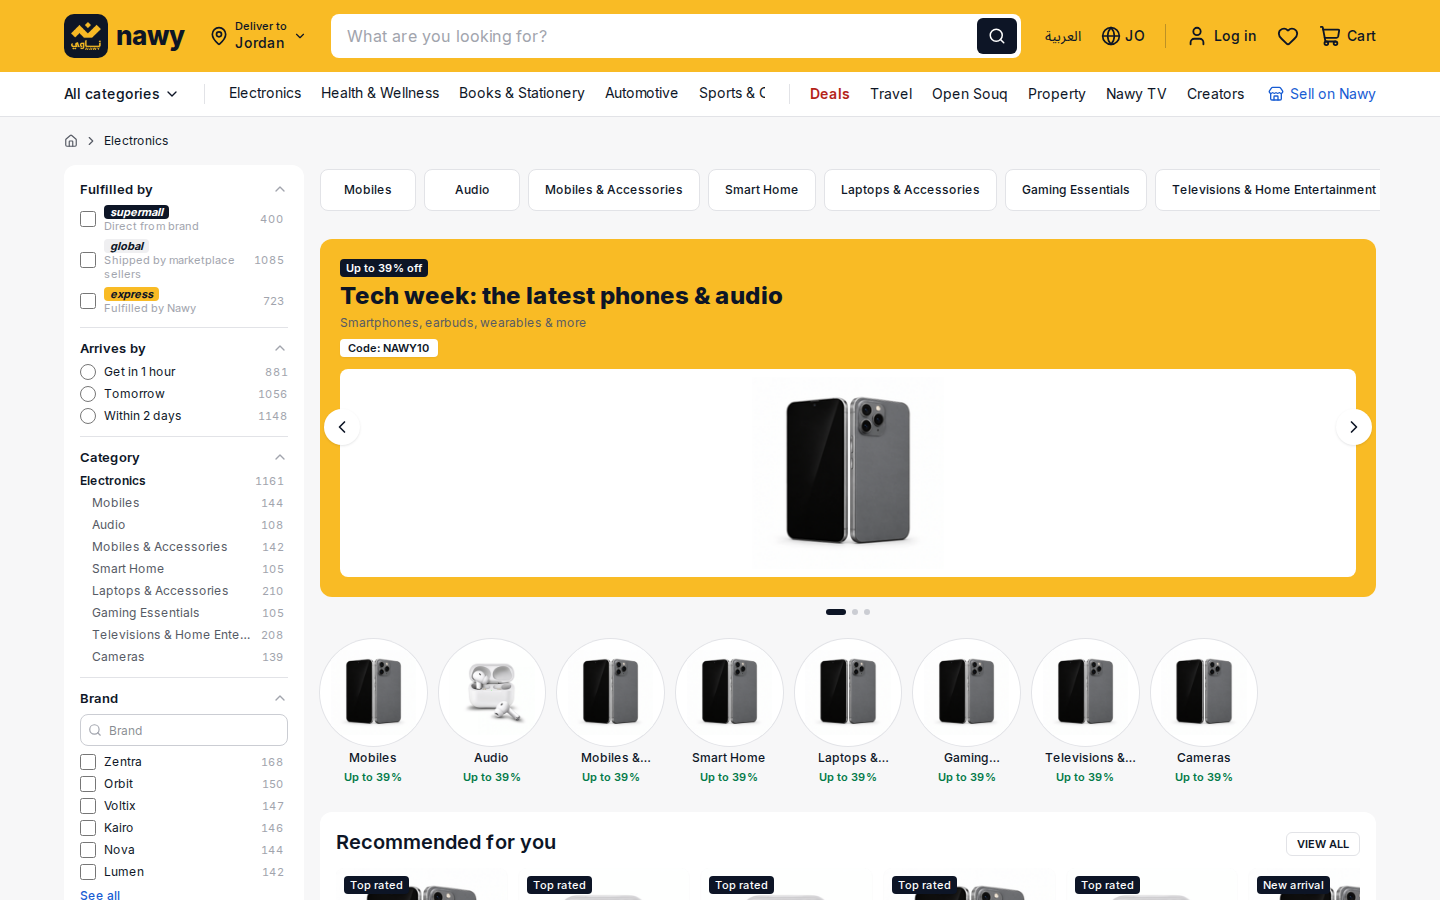 ناوي
nawy
Deliver to
Jordan
What are you looking for?
العربية
JO
Log in
Cart
All categories
Electronics
Health & Wellness
Books & Stationery
Automotive
Sports &
Deals
Travel
Open Souq
Property
Nawy TV
Creators
Sell on Nawy
Electronics
Fulfilled by
supermall
Direct from brand
400
global
Shipped by marketplace
sellers
1085
express
Fulfilled by Nawy
723
Arrives by
Get in 1 hour 881
Tomorrow 1056
Within 2 days 1148
Category
Electronics 1161
Mobiles 144
Audio 108
Mobiles & Accessories 142
Smart Home 105
Laptops & Accessories 210
Gaming Essentials 105
Televisions & Home Ente... 208
Cameras 139
Brand
Brand
Zentra 168
Orbit 150
Voltix 147
Kairo 146
Nova 144
Lumen 142
See all
Mobiles
Audio
Mobiles & Accessories
Smart Home
Laptops & Accessories
Gaming Essentials
Televisions & Home Entertainment
Up to 39% off
Tech week: the latest phones & audio
Smartphones, earbuds, wearables & more
Code: NAWY10
Mobiles
Up to 39%
Audio
Up to 39%
Mobiles &...
Up to 39%
Smart Home
Up to 39%
Laptops &...
Up to 39%
Gaming...
Up to 39%
Televisions &...
Up to 39%
Cameras
Up to 39%
Recommended for you
VIEW ALL
Top rated
Top rated
Top rated
Top rated
Top rated
New arrival